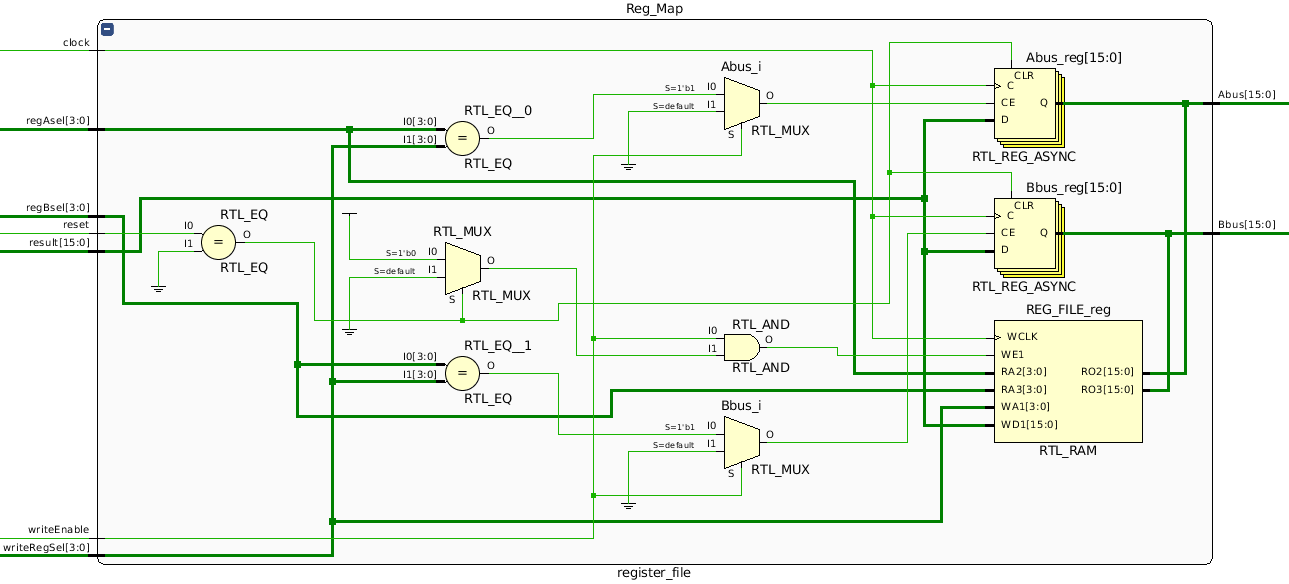 Reg_Map
clock
Abus_reg[15:0]
Abus_i
CLR
I0
S=1'b1
O
C
Abus[15:0]
RTL_EQ__0
I1
S=default
CE
Q
regAsel[3:0]
I0[3:0]
O
D
I1[3:0]
=
S
RTL_MUX
RTL_REG_ASYNC
RTL_EQ
Bbus_reg[15:0]
CLR
regBsel[3:0]
RTL_EQ
C
reset
I0
O
RTL_MUX
CE
Q
Bbus[15:0]
result[15:0]
I1
=
S=1'b0
I0
O
D
RTL_EQ
S=default
I1
S
RTL_MUX
RTL_REG_ASYNC
REG_FILE_reg
RTL_AND
I0
O
WCLK
RTL_EQ__1
I1
WE1
I0[3:0]
O
RTL_AND
RA2[3:0]
RO2[15:0]
I1[3:0]
=
RA3[3:0]
RO3[15:0]
RTL_EQ
Bbus_i
WA1[3:0]
S=1'b1
I0
O
WD1[15:0]
S=default
I1
RTL_RAM
S
RTL_MUX
writeEnable
writeRegSel[3:0]
register_file